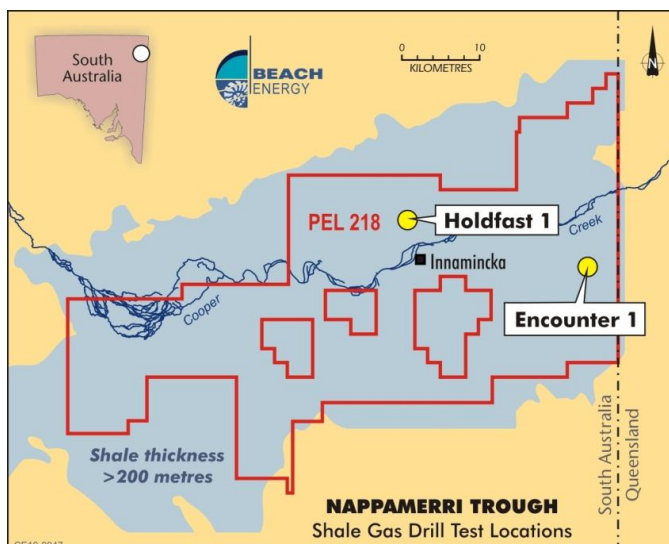 South
Australia
BEACH
ENERGY
0 10
KILOMETRES
N
PEL 218
Holdfast 1
Creek
Innamincka
Cooper
Encounter 1
Shale thickness
>200 metres
South Australia
Queensland
NAPPAMERRI TROUGH
Shale Gas Drill Test Locations